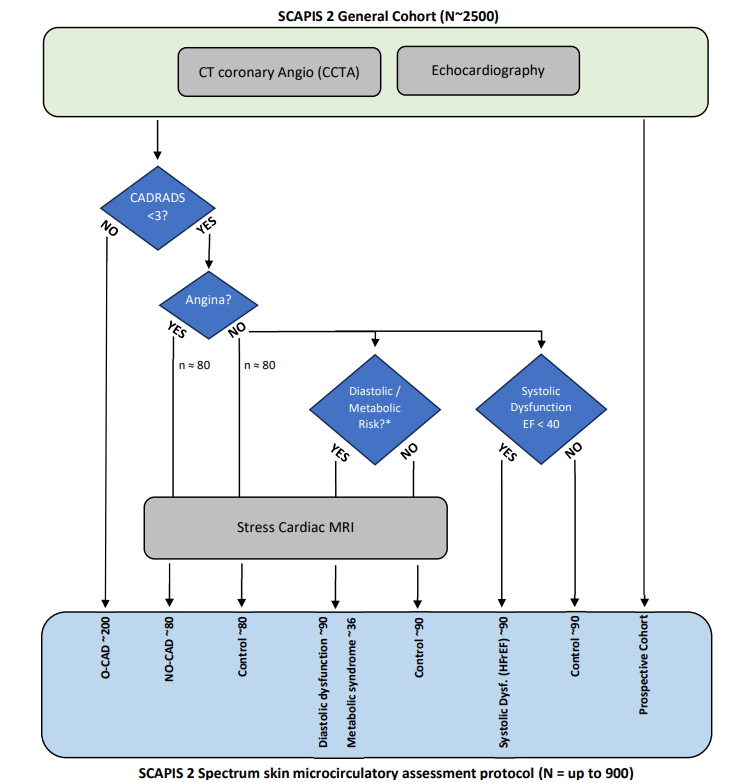 SCAPIS 2 General Cohort (N~2500)
CT coronary Angio (CCTA)
Echocardiography
CADRADS
<3?
NO
YES
Angina?
YES
NO
n ≈ 80
n ≈ 80
Diastolic /
Metabolic
Risk?*
YES
NO
Systolic
Dysfunction
EF < 40
YES
NO
Stress Cardiac MRI
O-CAD ~200
NO-CAD ~80
Control ~80
Diastolic dysfunction ~90
Metabolic syndrome ~36
Control ~90
Systolic Dysf. (HFrEF) ~90
Control ~90
Prospective Cohort
SCAPIS 2 Spectrum skin microcirculatory assessment protocol (N = up to 900)